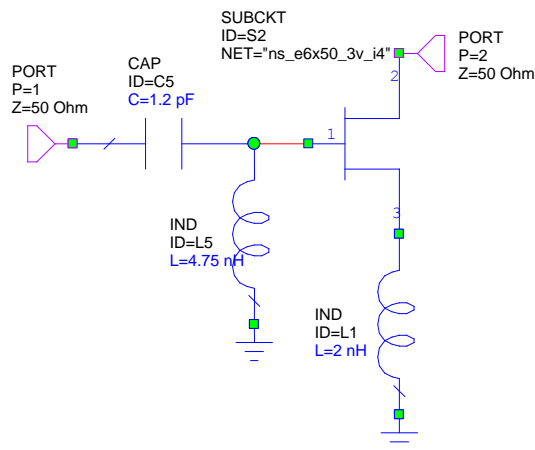 SUBCKT
ID=S2
NET="ns_e6x50_3v_i4"
PORT
P=1
Z=50 Ohm
CAP
ID=C5
C=1.2 pF
PORT
P=2
Z=50 Ohm
2
1
3
IND
ID=L5
L=4.75 nH
IND
ID=L1
L=2 nH